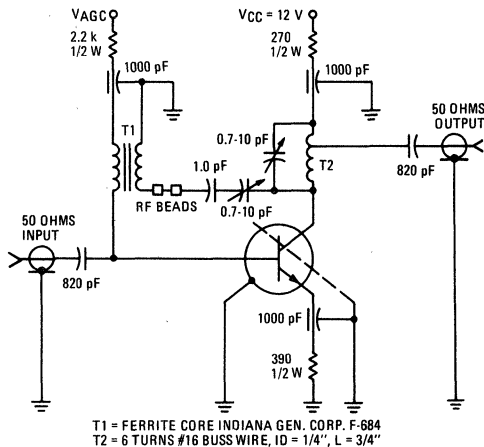 VAGC
VCC = 12 V
2.2 k
1/2 W
270
1/2 W
1000 pF
1000 pF
50 OHMS
OUTPUT
T1
0.7-10 pF
T2
820 pF
1.0 pF
RF BEADS
0.7-10 pF
50 OHMS
INPUT
820 pF
1000 pF
390
1/2 W
T1 = FERRITE CORE INDIANA GEN. CORP. F-684
T2 = 6 TURNS #16 BUSS WIRE, ID = 1/4", L = 3/4"